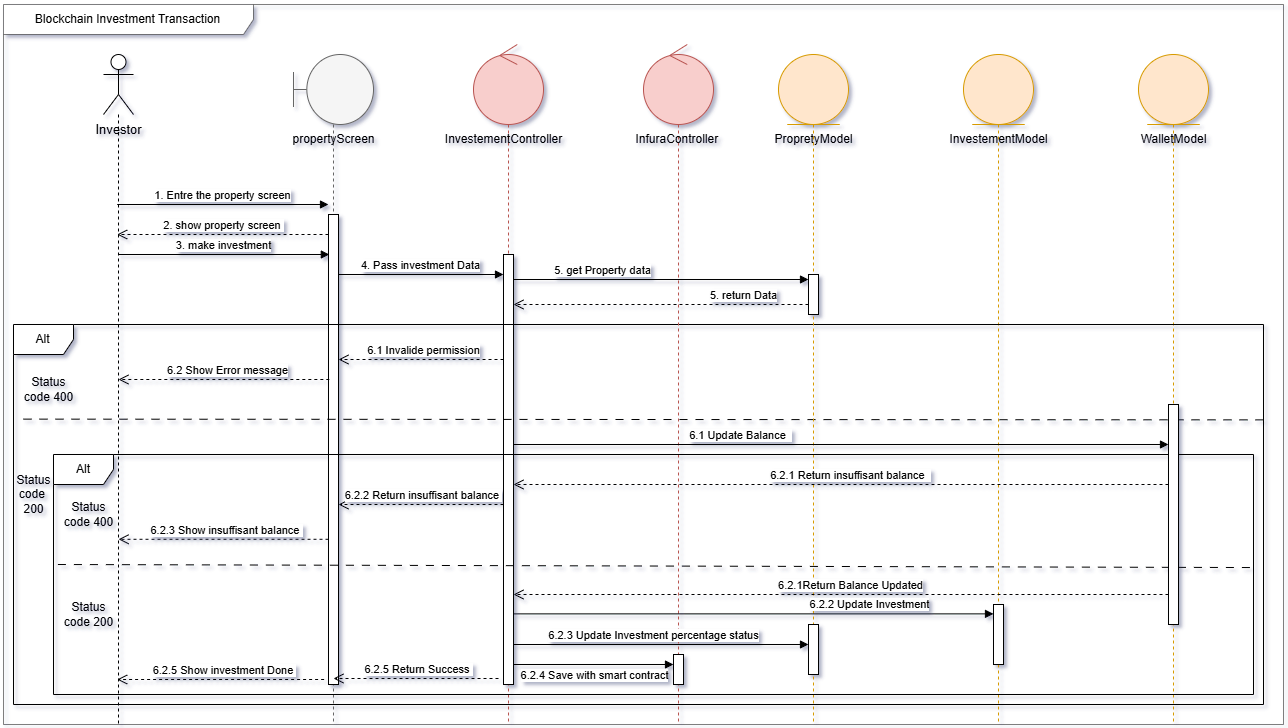 Blockchain Investment Transaction
Investor
propertyScreen
InvestementController
InfuraController
PropretyModel
InvestementModel
WalletModel
1. Entre the property screen
2. show property screen
3. make investment
4. Pass investment Data
5. get Property data
5. return Data
Alt
6.1 Invalide permission
6.2 Show Error message
Status
code 400
6.1 Update Balance
Status
code
200
Alt
6.2.1 Return insuffisant balance
6.2.2 Return insuffisant balance
Status
code 400
6.2.3 Show insuffisant balance
6.2.1Return Balance Updated
6.2.2 Update Investment
Status
code 200
6.2.3 Update Investment percentage status
6.2.4 Save with smart contract
6.2.5 Return Success
6.2.5 Show investment Done